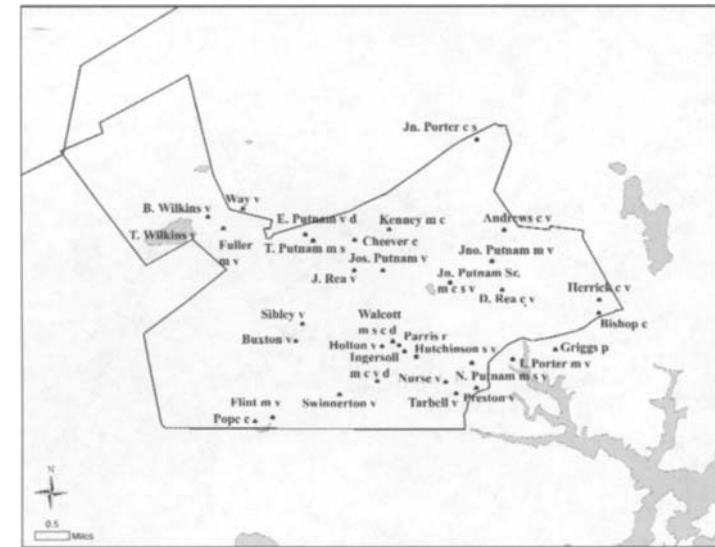 Jn. Porter c s
B. Wilkins v
Way v
T. Wilkins v
Fuller
m v
E. Putnam v d
Kenney m c
Andrews c v
T. Putnam m s
Cheever c
Jno. Putnam m v
Jos. Putnam v
J. Rea v
Jn. Putnam Sr.
m c s v
D. Rea c v
Herrick c v
Bishop c
Sibley v
Walcott
m s c d
Buxton v
Parris r
Holton v
Hutchinson s v
Griggs p
Ingersoll
m c v d
I. Porter m v
Nurse v
N. Putnam m s v
Flint m v
Swinnerton v
Tarbell v
Preston v
Pope c
N
0.5
Miles